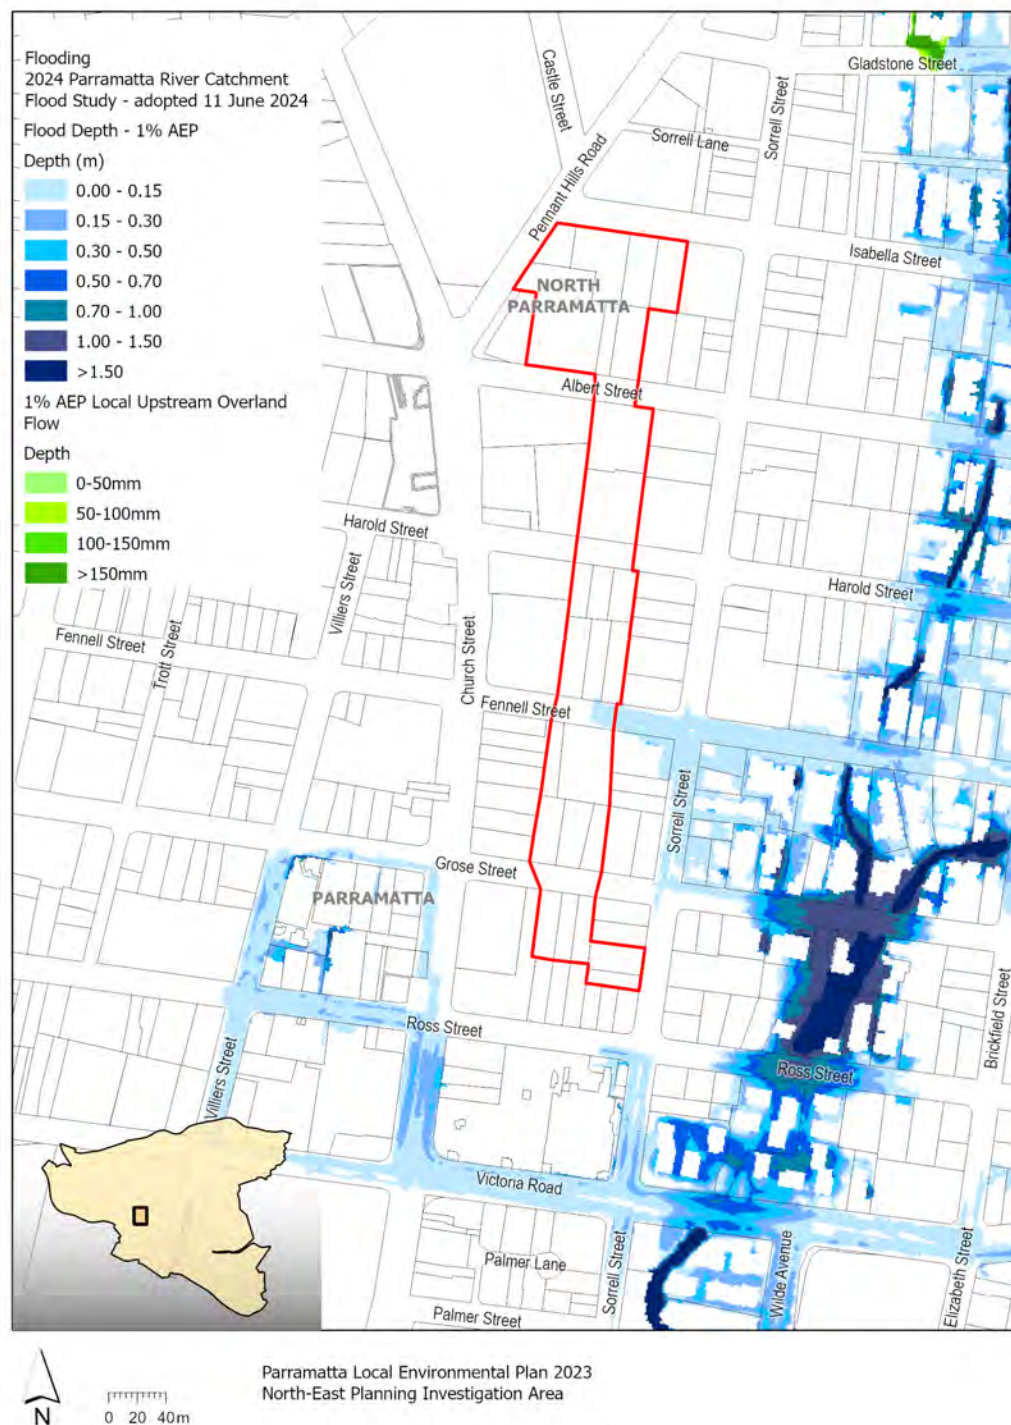 Flooding
2024 Parramatta River Catchment
Flood Study - adopted 11 June 2024
Flood Depth - 1% AEP
Depth (m)
0.00 - 0.15
0.15 - 0.30
0.30 - 0.50
0.50 - 0.70
0.70 - 1.00
1.00 - 1.50
>1.50
1% AEP Local Upstream Overland
Flow
Depth
0-50mm
50-100mm
100-150mm
>150mm
Castle Street
Gladstone Street
Sorrell Street
Sorrell Lane
Pennant Hills Road
Isabella Street
NORTH
PARRAMATTA
Albert Street
Harold Street
Villiers Street
Harold Street
Fennell Street
Trott Street
Church Street
Fennell Street
Sorrell Street
Grose Street
PARRAMATTA
Brickfield Street
Ross Street
Ross Street
Villiers Street
Victoria Road
Palmer Lane
Sorrell Street
Wilde Avenue
Elizabeth Street
Palmer Street
Parramatta Local Environmental Plan 2023
North-East Planning Investigation Area
N
0 20 40m